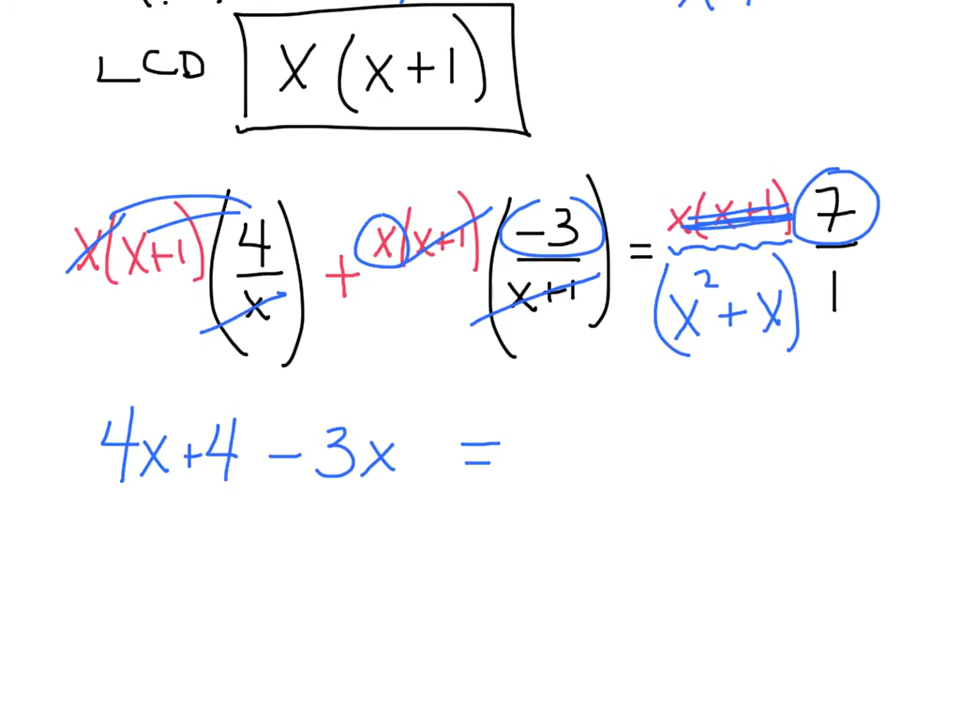 LCD X(x+1)
x(x+1)(4/x) + x(x+1)(-3/x+1) = x(x+1) 7/1
(x²+x)
4x+4-3x =